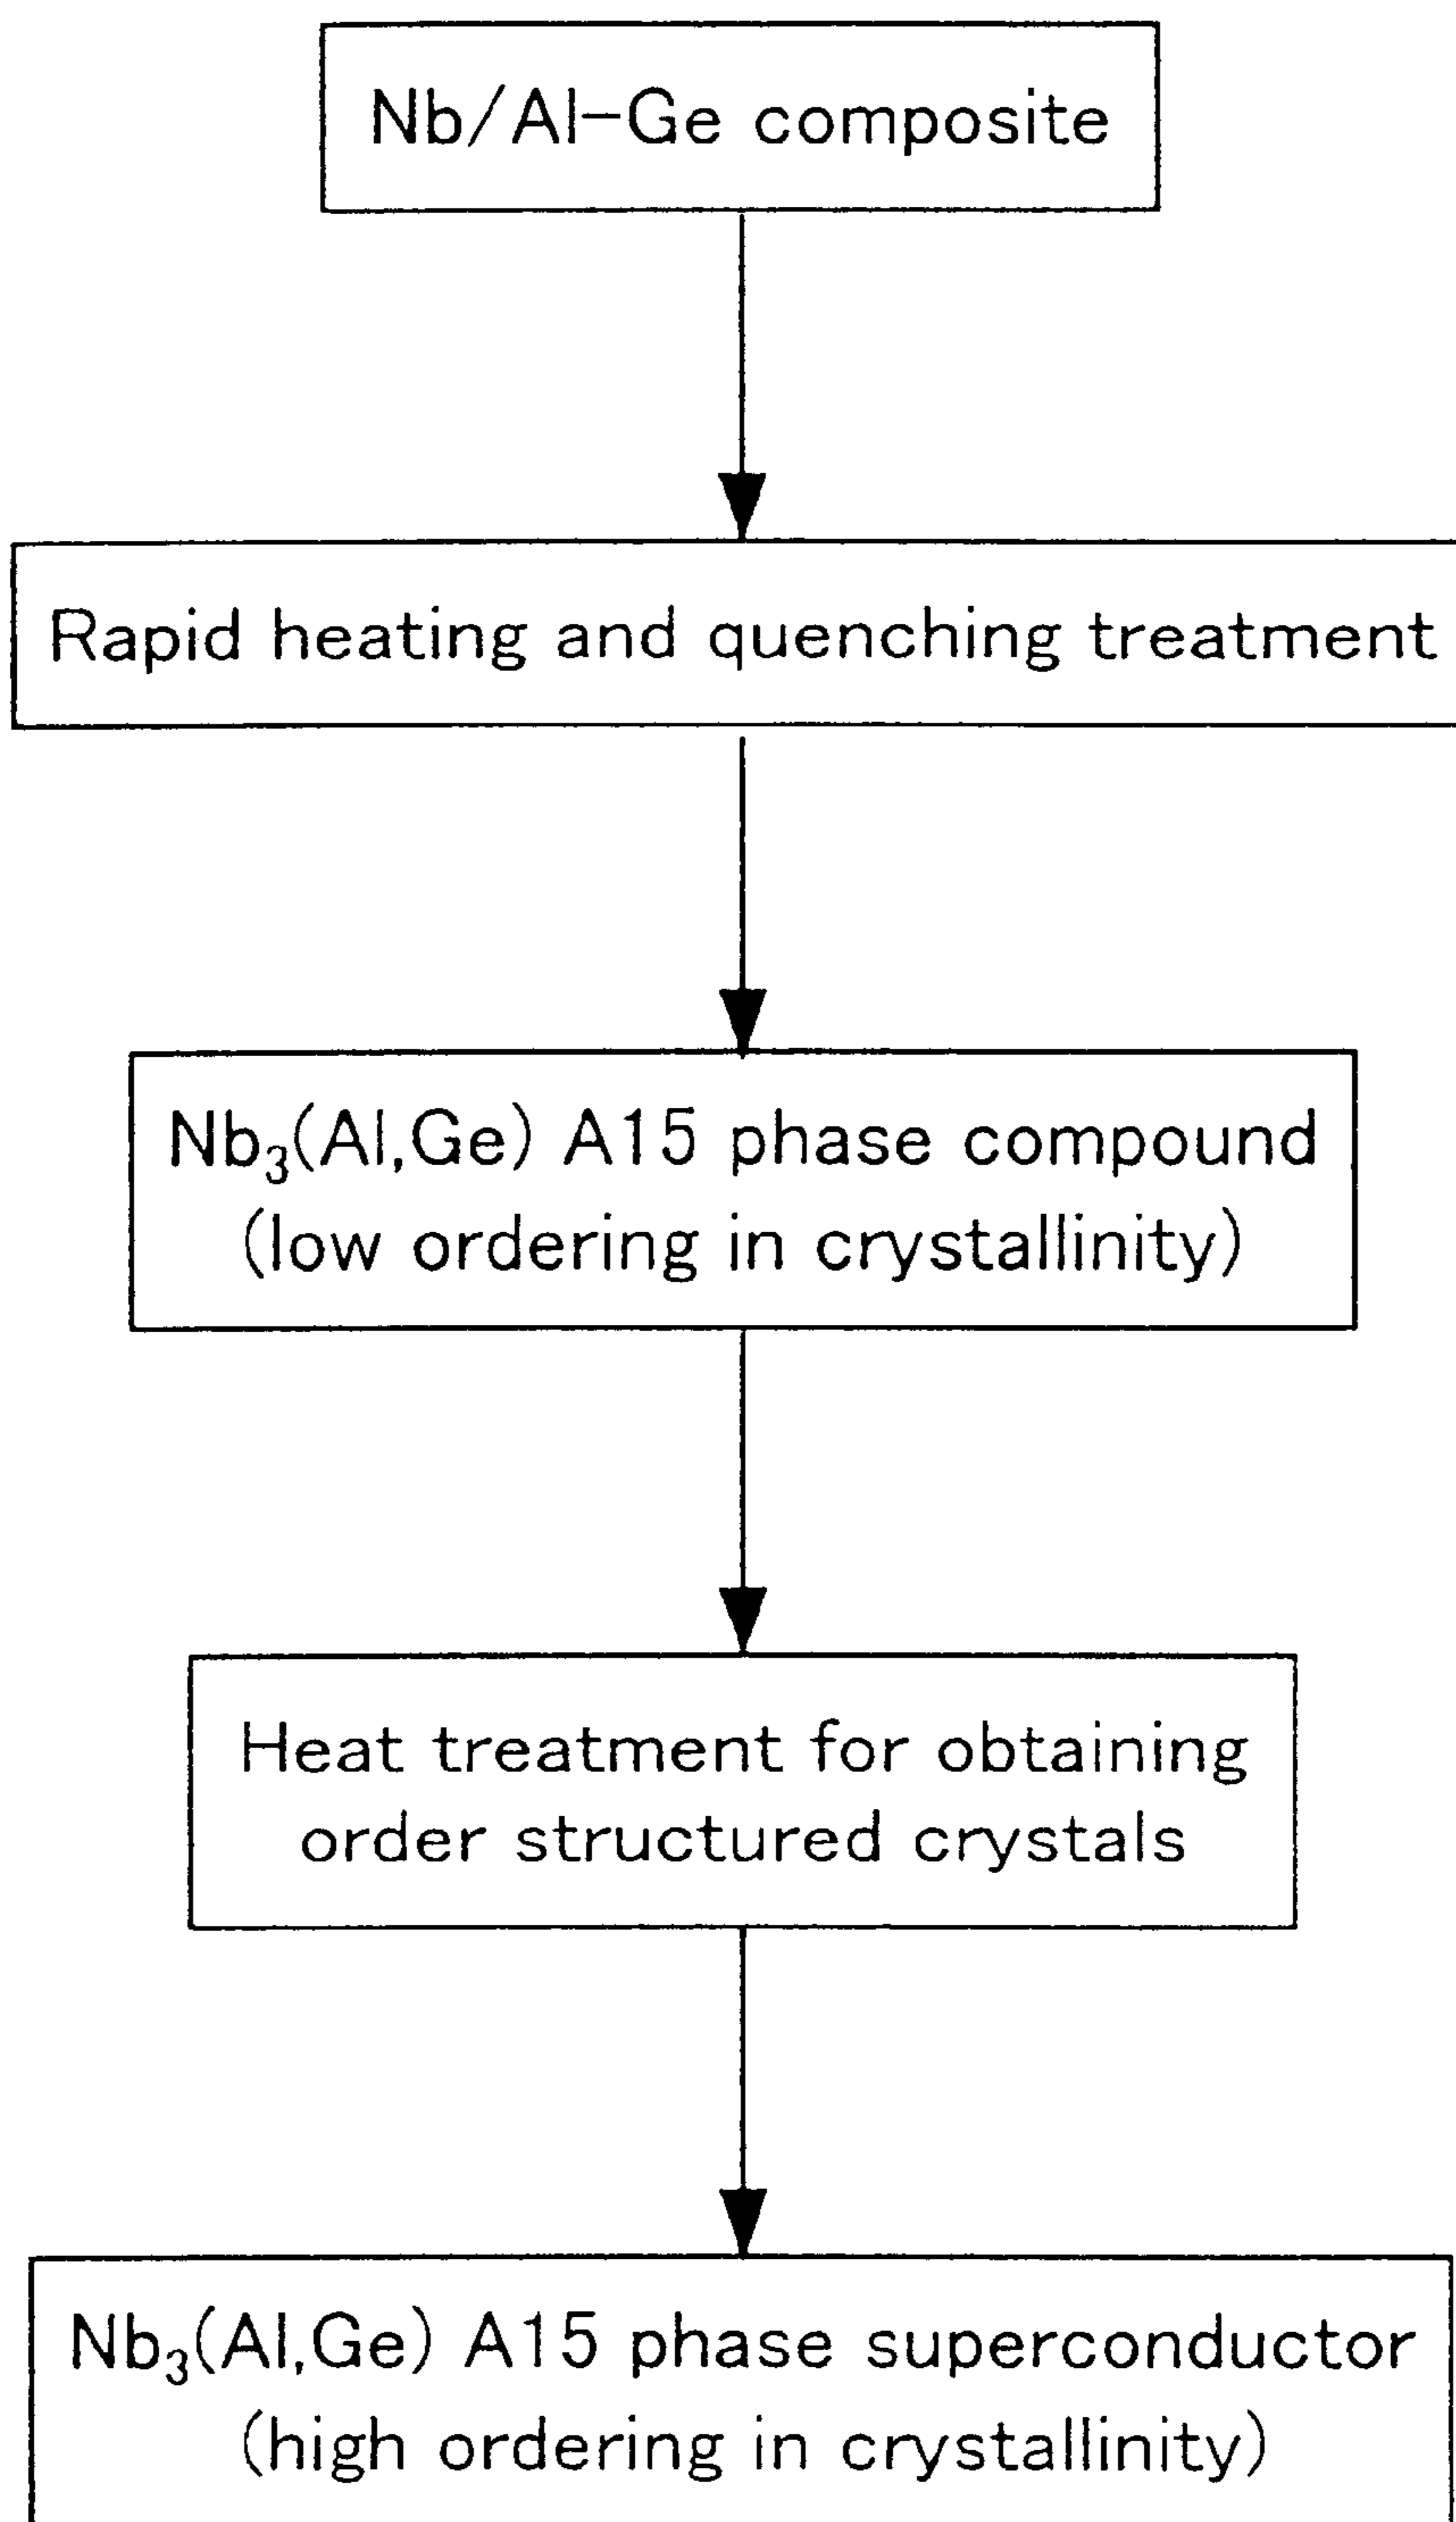 Nb/Al-Ge composite
Rapid heating and quenching treatment
Nb₃(Al,Ge) A15 phase compound
(low ordering in crystallinity)
Heat treatment for obtaining
order structured crystals
Nb₃(Al,Ge) A15 phase superconductor
(high ordering in crystallinity)